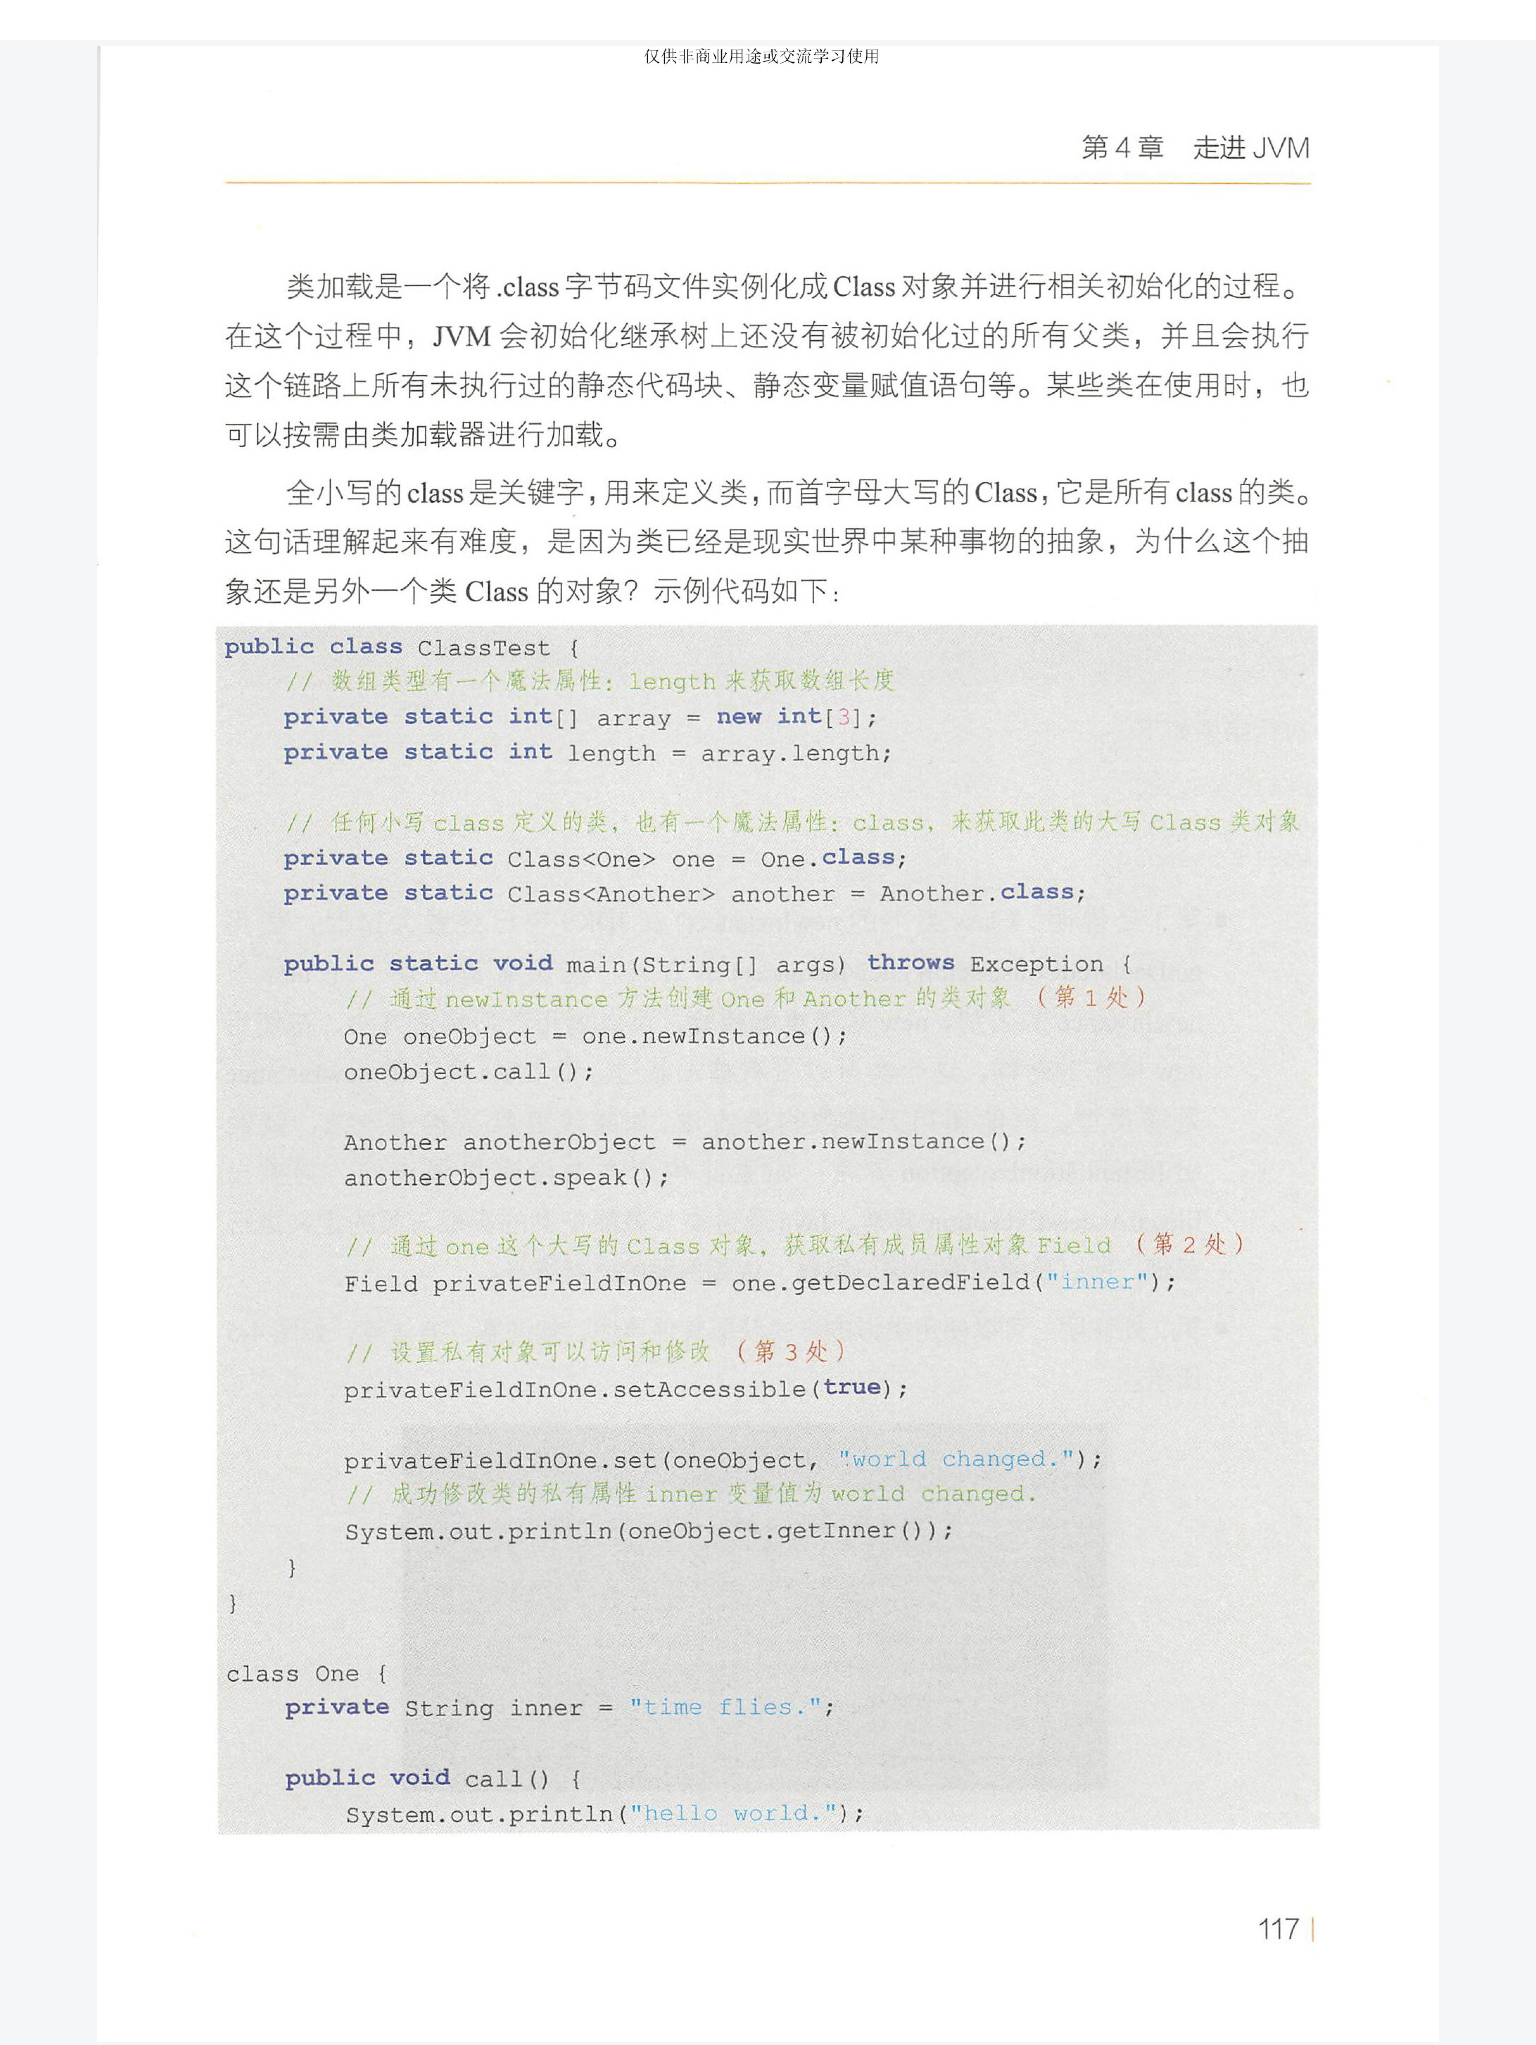 仅供非商业用途或交流学习使用
第 4 章 走进 JVM
类加载是一个将 .class 字节码文件实例化成 Class 对象并进行相关初始化的过程。
在这个过程中，JVM 会初始化继承树上还没有被初始化过的所有父类，并且会执行
这个链路上所有未执行过的静态代码块、静态变量赋值语句等。某些类在使用时，也
可以按需由类加载器进行加载。
全小写的 class 是关键字，用来定义类，而首字母大写的 Class，它是所有 class 的类。
这句话理解起来有难度，是因为类已经是现实世界中某种事物的抽象，为什么这个抽
象还是另外一个类 Class 的对象？示例代码如下：
public class ClassTest {
// 数组类型有一个魔法属性：length 来获取数组长度
private static int[] array = new int[3];
private static int length = array.length;
// 任何小写 class 定义的类，也有一个魔法属性：class，来获取此类的大写 Class 类对象
private static Class<One> one = One.class;
private static Class<Another> another = Another.class;
public static void main(String[] args) throws Exception {
// 通过 newInstance 方法创建 One 和 Another 的类对象 （第 1 处）
One oneObject = one.newInstance();
oneObject.call();
Another anotherObject = another.newInstance();
anotherObject.speak();
// 通过 one 这个大写的 Class 对象，获取私有成员属性对象 Field （第 2 处）
Field privateFieldInOne = one.getDeclaredField("inner");
// 设置私有对象可以访问和修改 （第 3 处）
privateFieldInOne.setAccessible(true);
privateFieldInOne.set(oneObject, "world changed.");
// 成功修改类的私有属性 inner 变量值为 world changed.
System.out.println(oneObject.getInner());
}
}
class One {
private String inner = "time flies.";
public void call() {
System.out.println("hello world.");
117